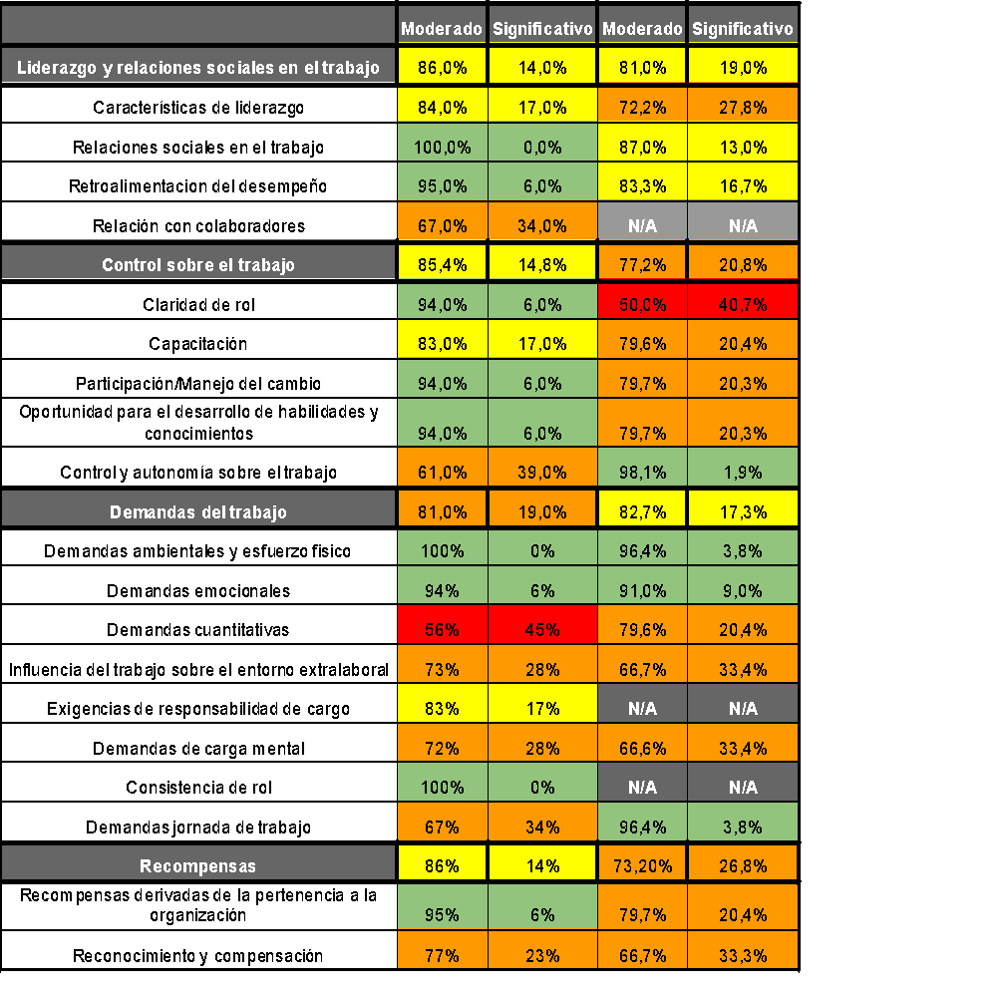 Moderado Significativo Moderado Significativo
Liderazgo y relaciones sociales en el trabajo 86,0% 14,0% 81,0% 19,0%
Características de liderazgo 84,0% 17,0% 72,2% 27,8%
Relaciones sociales en el trabajo 100,0% 0,0% 87,0% 13,0%
Retroalimentacion del desempeño 95,0% 6,0% 83,3% 16,7%
Relación con colaboradores 67,0% 34,0% N/A N/A
Control sobre el trabajo 85,4% 14,8% 77,2% 20,8%
Claridad de rol 94,0% 6,0% 50,0% 40,7%
Capacitación 83,0% 17,0% 79,6% 20,4%
Participación/Manejo del cambio 94,0% 6,0% 79,7% 20,3%
Oportunidad para el desarrollo de habilidades y
conocimientos 94,0% 6,0% 79,7% 20,3%
Control y autonomía sobre el trabajo 61,0% 39,0% 98,1% 1,9%
Demandas del trabajo 81,0% 19,0% 82,7% 17,3%
Demandas ambientales y esfuerzo fisico 100% 0% 96,4% 3,8%
Demandas emocionales 94% 6% 91,0% 9,0%
Demandas cuantitativas 56% 45% 79,6% 20,4%
Influencia del trabajo sobre el entorno extralaboral 73% 28% 66,7% 33,4%
Exigencias de responsabilidad de cargo 83% 17% N/A N/A
Demandas de carga mental 72% 28% 66,6% 33,4%
Consistencia de rol 100% 0% N/A N/A
Demandas jornada de trabajo 67% 34% 96,4% 3,8%
Recompensas 86% 14% 73,20% 26,8%
Recompensas derivadas de la pertenencia a la
organización 95% 6% 79,7% 20,4%
Reconocimiento y compensación 77% 23% 66,7% 33,3%